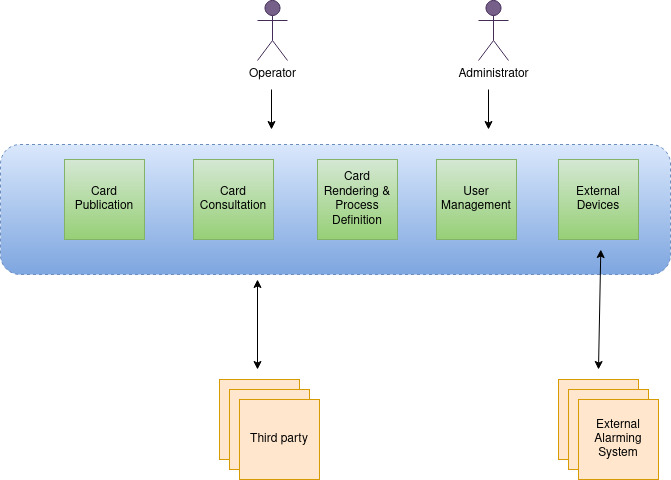 Operator
Administrator
Card
Publication
Card
Consultation
Card
Rendering &
Process
Definition
User
Management
External
Devices
Third party
External
Alarming
System